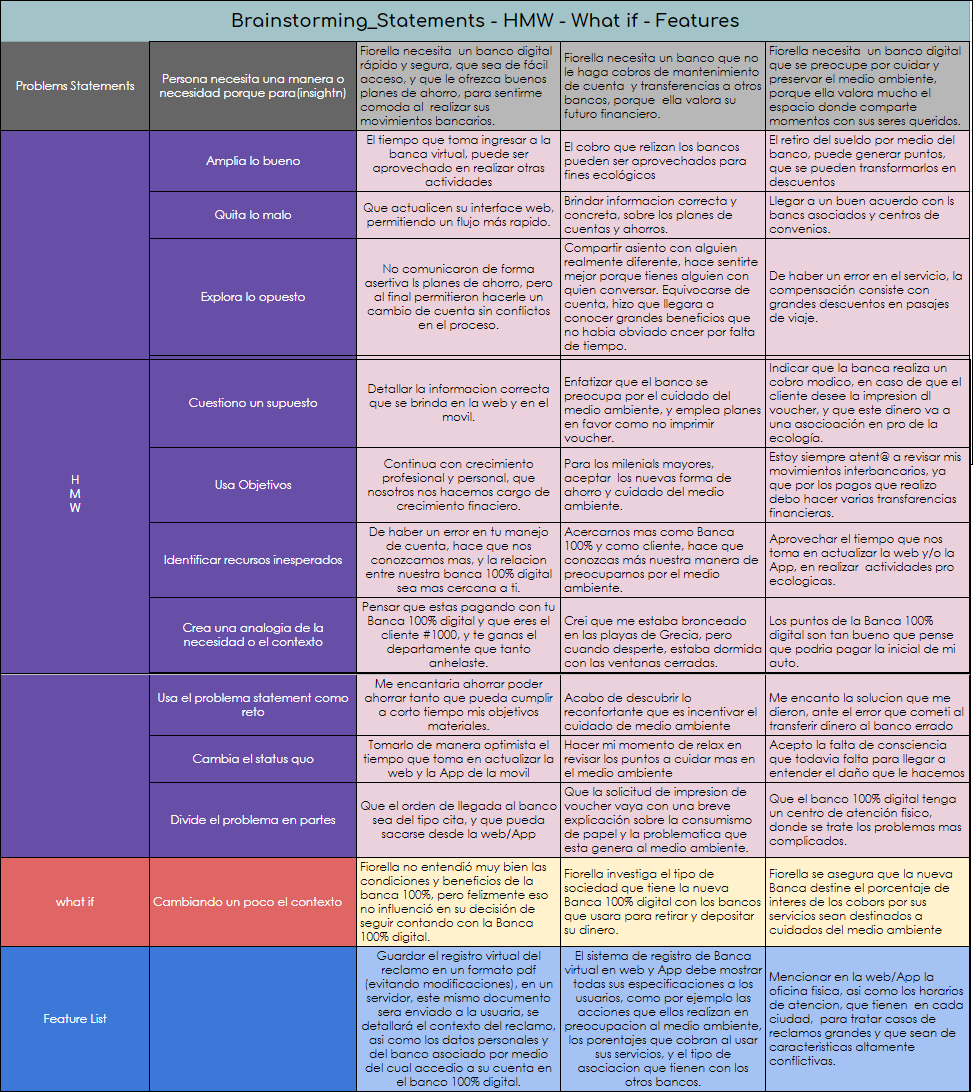 Brainstorming_Statements - HMW - What if - Features
Problems Statements
Persona necesita una manera o
necesidad porque para(insightn)
Fiorella necesita un banco digital
rápido y segura, que sea de fácil
acceso, y que le ofrezca buenos
planes de ahorro, para sentirme
comoda al realizar sus
movimientos bancarios.
Fiorella necesita un banco que no
le haga cobros de mantenimiento
de cuenta y transferencias a otros
bancos, porque ella valora su
futuro financiero.
Fiorella necesita un banco digital
que se preocupe por cuidar y
preservar el medio ambiente,
porque ella valora mucho el
espacio donde comparte
momentos con sus seres queridos.
Amplia lo bueno
El tiempo que toma ingresar a la
banca virtual, puede ser
aprovechado en realizar otras
actividades
El cobro que relizan los bancos
pueden ser aprovechados para
fines ecológicos
El retiro del sueldo por medio del
banco, puede generar puntos,
que se pueden transformarlos en
descuentos
Quita lo malo
Que actualicen su interface web,
permitiendo un flujo más rapido.
Brindar informacion correcta y
concreta, sobre los planes de
cuentas y ahorros.
Llegar a un buen acuerdo con ls
bancs asociados y centros de
convenios.
Explora lo opuesto
No comunicaron de forma
asertiva ls planes de ahorro, pero
al final permitieron hacerle un
cambio de cuenta sin conflictos
en el proceso.
Compartir asiento con alguien
realmente diferente, hace sentirte
mejor porque tienes alguien con
quien conversar. Equivocarse de
cuenta, hizo que llegara a
conocer grandes beneficios que
no habia obviado cncer por falta
de tiempo.
De haber un error en el servicio, la
compensación consiste con
grandes descuentos en pasajes
de viaje.
H
M
W
Cuestiono un supuesto
Detallar la informacion correcta
que se brinda en la web y en el
movil.
Enfatizar que el banco se
preocupa por el cuidado del
medio ambiente, y emplea planes
en favor como no imprimir
voucher.
Indicar que la banca realiza un
cobro modico, en caso de que el
cliente desee la impresion dl
voucher, y que este dinero va a
una asocioación en pro de la
ecología.
Usa Objetivos
Continua con crecimiento
profesional y personal, que
nosotros nos hacemos cargo de
crecimiento finaciero.
Para los milenials mayores,
aceptar los nuevas forma de
ahorro y cuidado del medio
ambiente.
Estoy siempre atent@ a revisar mis
movimientos interbancarios, ya
que por los pagos que realizo
debo hacer varias transfarencias
financieras.
Identificar recursos inesperados
De haber un error en tu manejo
de cuenta, hace que nos
conozcamos mas, y la relacion
entre nuestra banca 100% digital
sea mas cercana a ti.
Acercarnos mas como Banca
100% y como cliente, hace que
conozcas más nuestra manera de
preocuparnos por el medio
ambiente.
Aprovechar el tiempo que nos
toma en actualizar la web y/o la
App, en realizar actividades pro
ecologicas.
Crea una analogia de la
necesidad o el contexto
Pensar que estas pagando con tu
Banca 100% digital y que eres el
cliente #1000, y te ganas el
departamente que tanto
anhelaste.
Crei que me estaba bronceado
en las playas de Grecia, pero
cuando desperte, estaba dormida
con las ventanas cerradas.
Los puntos de la Banca 100%
digital son tan bueno que pense
que podria pagar la inicial de mi
auto.
Usa el problema statement como
reto
Me encantaria ahorrar poder
ahorrar tanto que pueda cumplir
a corto tiempo mis objetivos
materiales.
Acabo de descubrir lo
reconfortante que es incentivar el
cuidado de medio ambiente
Me encanto la solucion que me
dieron, ante el error que cometi al
transferir dinero al banco errado
Cambia el status quo
Tomarlo de manera optimista el
tiempo que toma en actualizar la
web y la App de la movil
Hacer mi momento de relax en
revisar los puntos a cuidar mas en
el medio ambiente
Acepto la falta de consciencia
que todavia falta para llegar a
entender el daño que le hacemos
Divide el problema en partes
Que el orden de llegada al banco
sea del tipo cita, y que pueda
sacarse desde la web/App
Que la solicitud de impresion de
voucher vaya con una breve
explicación sobre la consumismo
de papel y la problematica que
esta genera al medio ambiente.
Que el banco 100% digital tenga
un centro de atención fisico,
donde se trate los problemas mas
complicados.
what if
Cambiando un poco el contexto
Fiorella no entendió muy bien las
condiciones y beneficios de la
banca 100%, pero felizmente eso
no influenció en su decisión de
seguir contando con la Banca
100% digital.
Fiorella investiga el tipo de
sociedad que tiene la nueva
Banca 100% digital con los bancos
que usara para retirar y depositar
su dinero.
Fiorella se asegura que la nueva
Banca destine el porcentaje de
interes de los cobors por sus
servicios sean destinados a
cuidados del medio ambiente
Feature List
Guardar el registro virtual del
reclamo en un formato pdf
(evitando modificaciones), en un
servidor, este mismo documento
sera enviado a la usuaria, se
detallará el contexto del reclamo,
asi como los datos personales y
del banco asociado por medio
del cual accedio a su cuenta en
el banco 100% digital.
El sistema de registro de Banca
virtual en web y App debe mostrar
todas sus especificaciones a los
usuarios, como por ejemplo las
acciones que ellos realizan en
preocupacion al medio ambiente,
los porentajes que cobran al usar
sus servicios, y el tipo de
asociacion que tienen con los
otros bancos.
Mencionar en la web/App la
oficina fisica, asi como los horarios
de atencion, que tienen en cada
ciudad, para tratar casos de
reclamos grandes y que sean de
caracteristicas altamente
conflictivas.